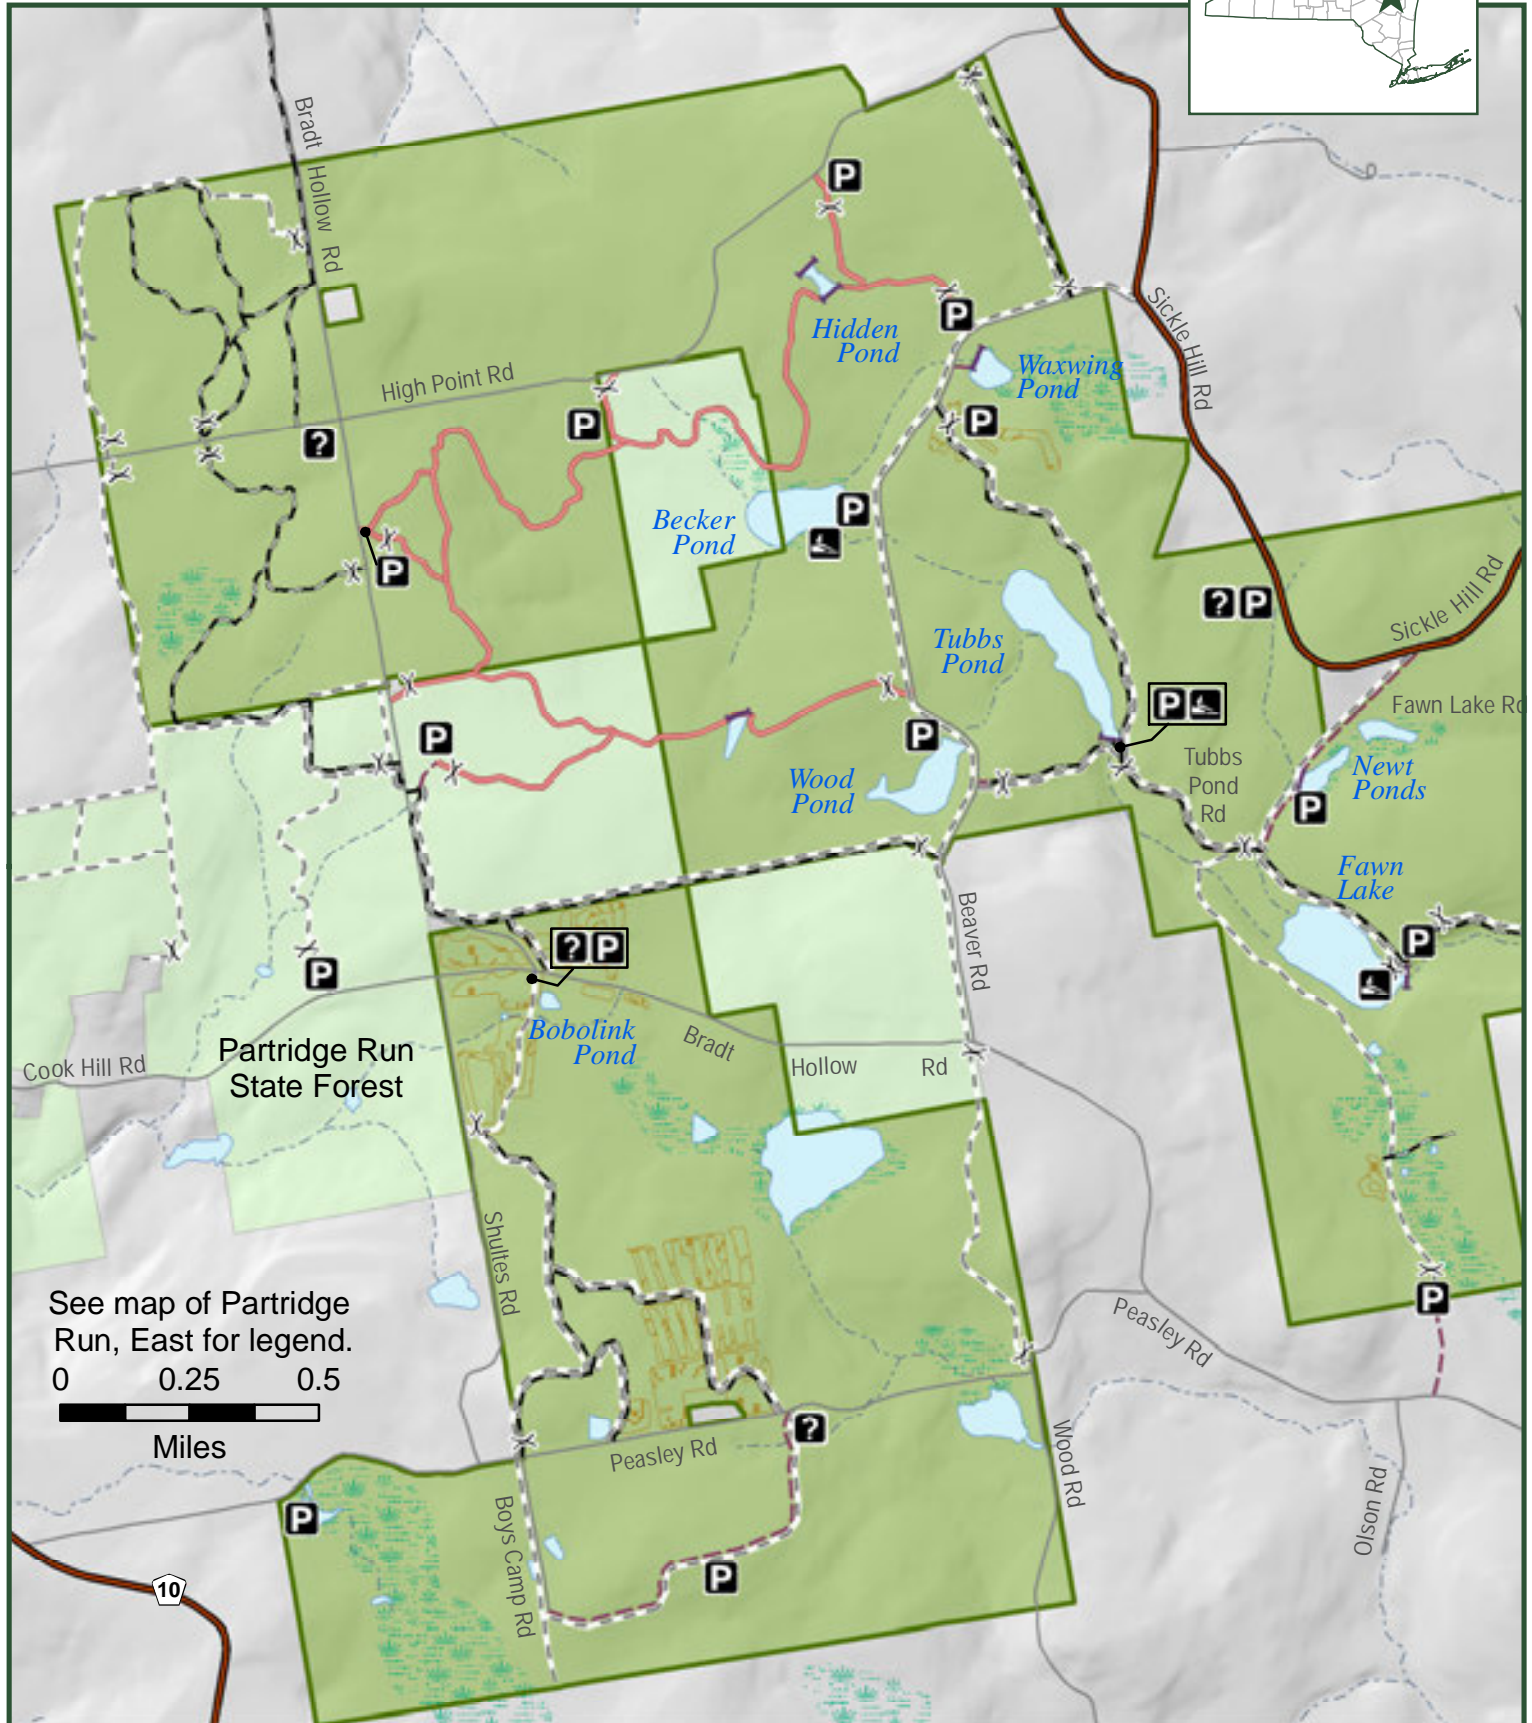 Bradt Hollow Rd
High Point Rd
Hidden
Pond
Waxwing
Pond
Sickle Hill Rd
P
P
P
P
?
Becker
Pond
P
P
Tubbs
Pond
? P
Sickle Hill Rd
P
Fawn Lake Rd
P
P
Wood
Pond
Tubbs
Pond
Rd
Newt
Ponds
P
Fawn
Lake
Beaver Rd
? P
P
P
Bobolink
Pond
Bradt
Hollow Rd
Cook Hill Rd
Partridge Run
State Forest
Shultes Rd
See map of Partridge
Run, East for legend.
0 0.25 0.5
Miles
P
Peasley Rd
Peasley Rd
?
Wood Rd
Olson Rd
Boys Camp Rd
P
P
10